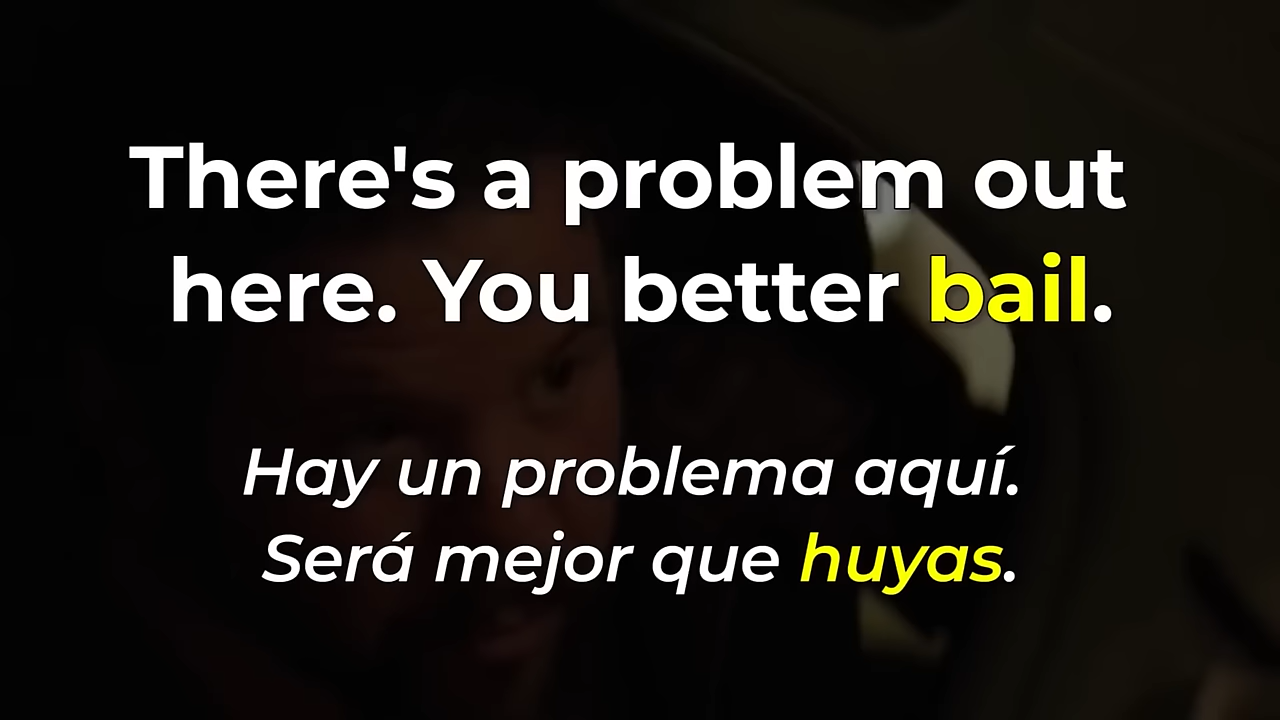 There's a problem out
here. You better bail.
Hay un problema aquí.
Será mejor que huyas.